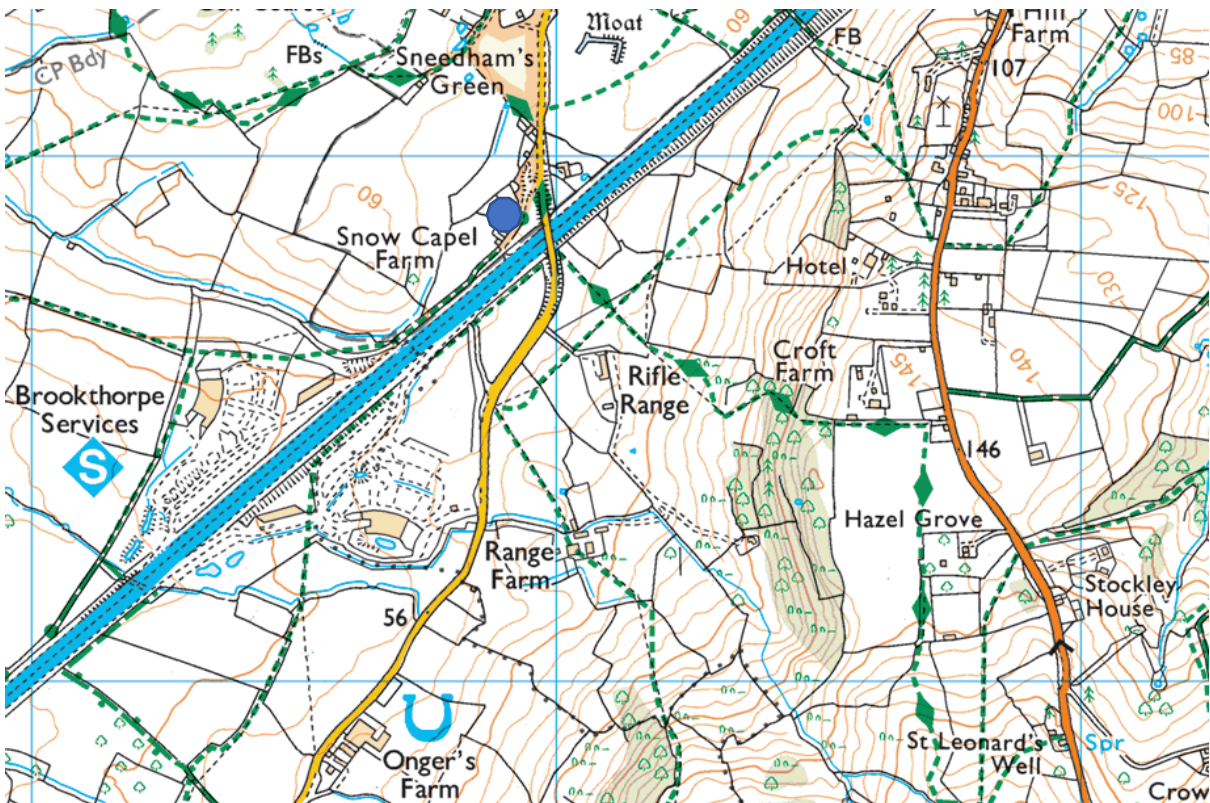 Moat
60
FB
Hill
Farm
107
85
100
CP Bdy
FBs
Sneedham's
Green
60
125
Snow Capel
Farm
Hotel
130
Brookthorpe
Services
S
Rifle
Range
Croft
Farm
145
140
146
Hazel Grove
Range
Farm
Stockley
House
56
Onger's
Farm
St Leonard's
Well
Spr
Crow